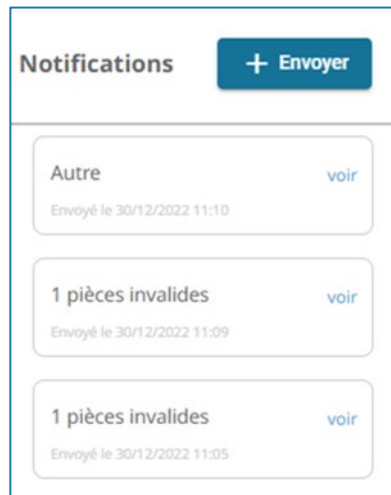 Notifications
+ Envoyer
Autre
voir
Envoyé le 30/12/2022 11:10
1 pièces invalides
voir
Envoyé le 30/12/2022 11:09
1 pièces invalides
voir
Envoyé le 30/12/2022 11:05